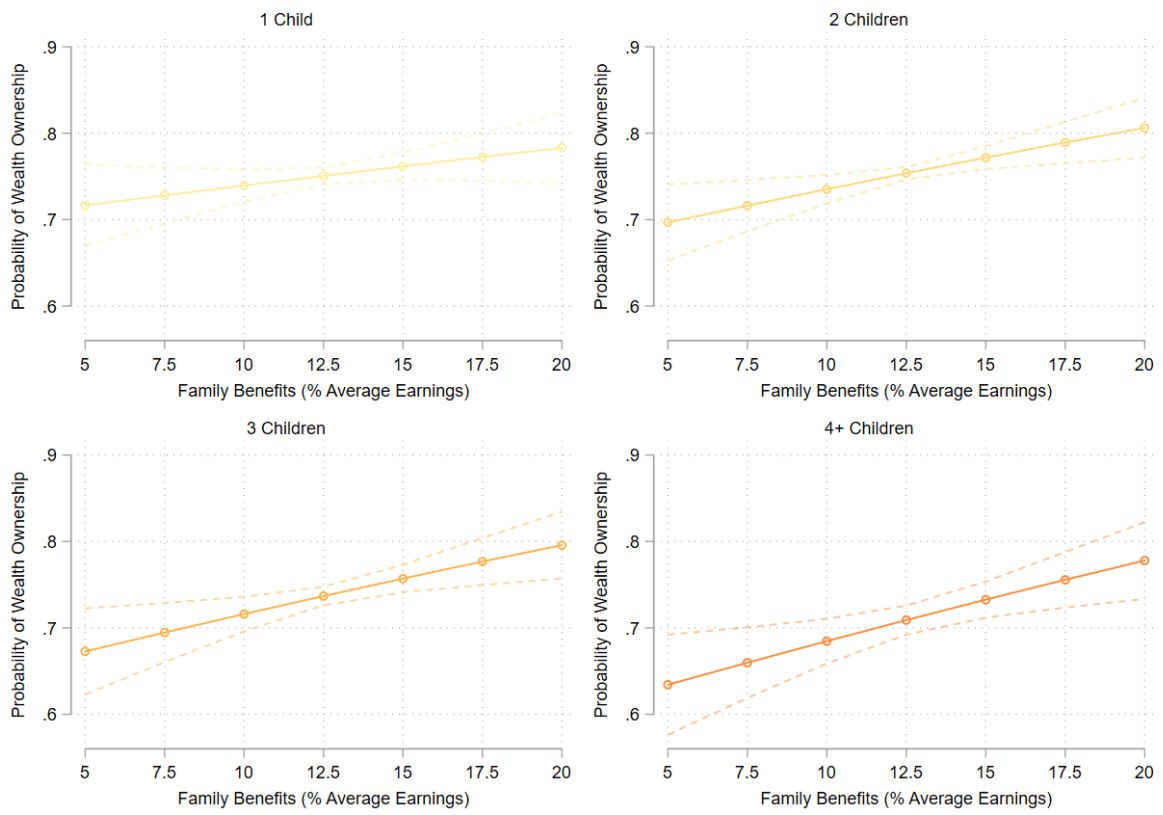 1 Child
Probability of Wealth Ownership
.9
.8
.7
.6
5 7.5 10 12.5 15 17.5 20
Family Benefits (% Average Earnings)
2 Children
Probability of Wealth Ownership
.9
.8
.7
.6
5 7.5 10 12.5 15 17.5 20
Family Benefits (% Average Earnings)
3 Children
Probability of Wealth Ownership
.9
.8
.7
.6
5 7.5 10 12.5 15 17.5 20
Family Benefits (% Average Earnings)
4+ Children
Probability of Wealth Ownership
.9
.8
.7
.6
5 7.5 10 12.5 15 17.5 20
Family Benefits (% Average Earnings)